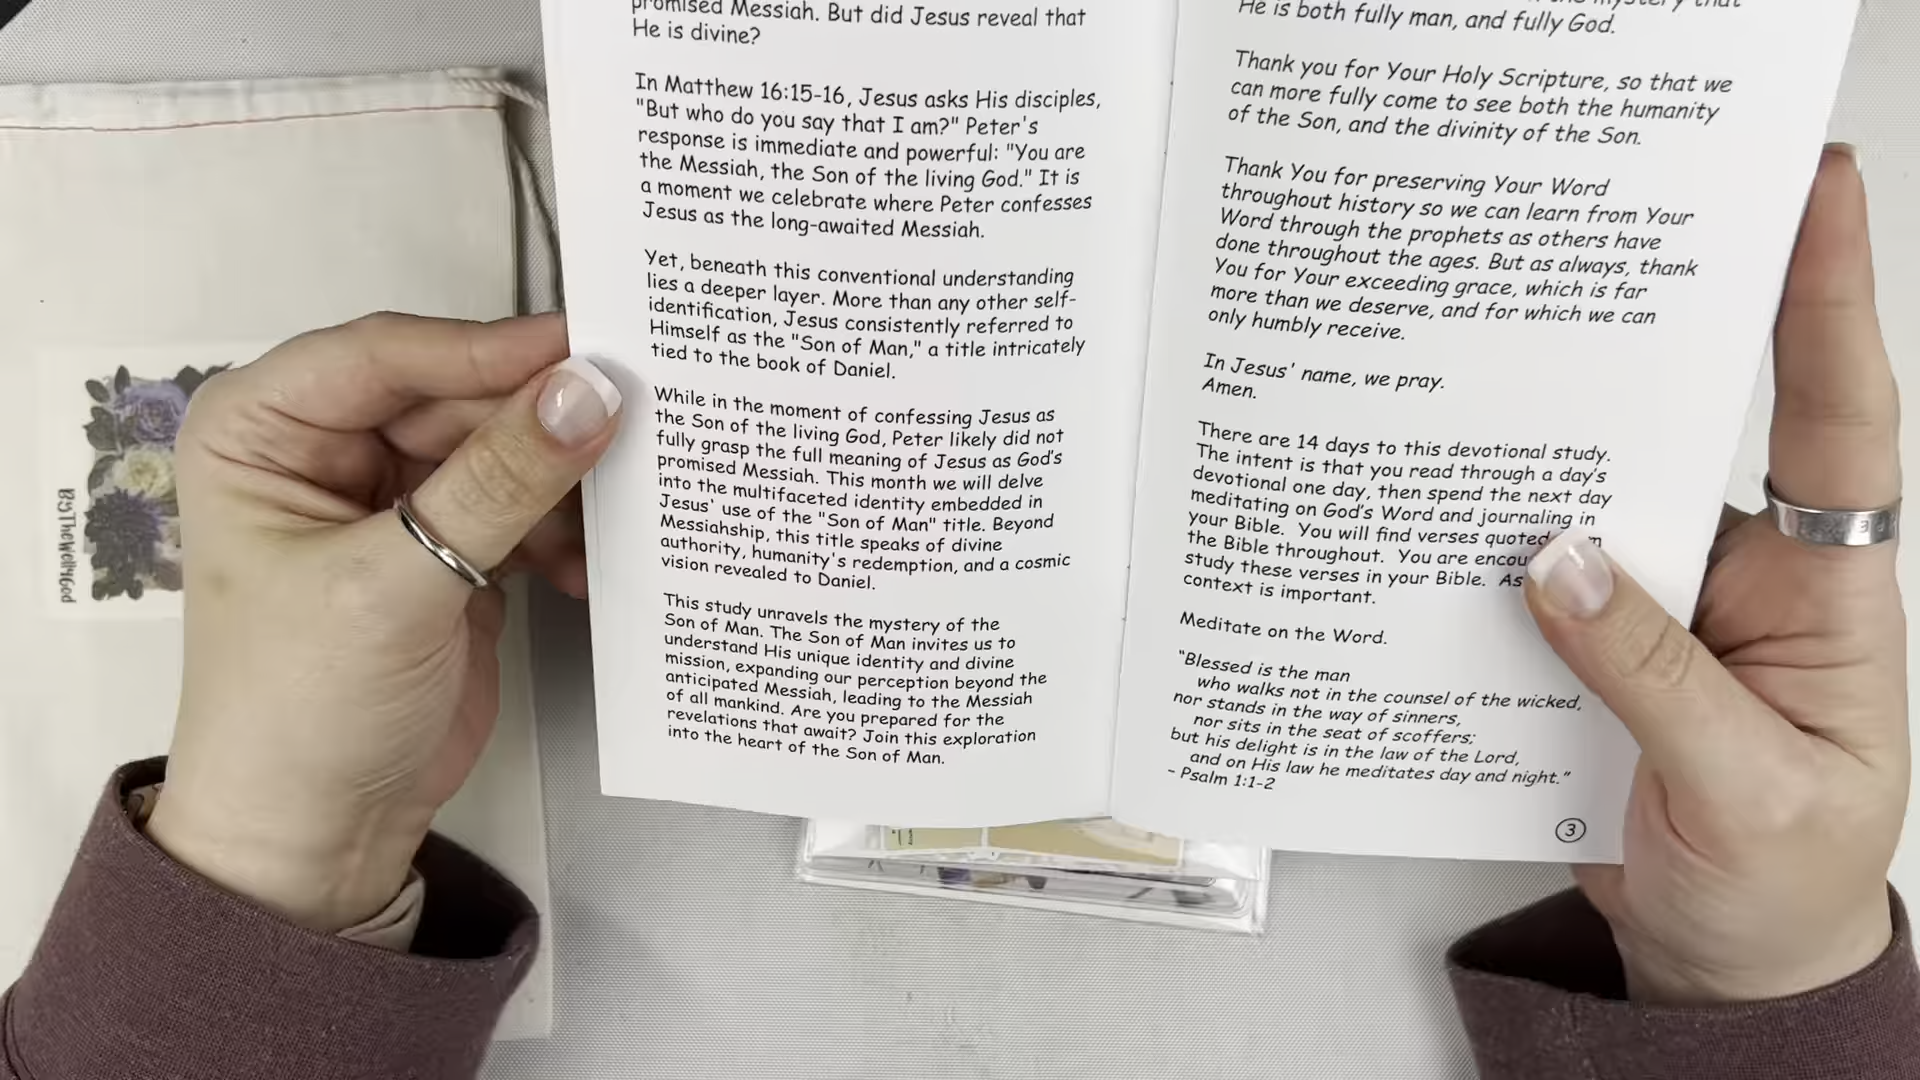 promised Messiah. But did Jesus reveal that
He is divine?
In Matthew 16:15-16, Jesus asks His disciples,
"But who do you say that I am?" Peter's
response is immediate and powerful: "You are
the Messiah, the Son of the living God." It is
a moment we celebrate where Peter confesses
Jesus as the long-awaited Messiah.
Yet, beneath this conventional understanding
lies a deeper layer. More than any other self-
identification, Jesus consistently referred to
Himself as the "Son of Man," a title intricately
tied to the book of Daniel.
While in the moment of confessing Jesus as
the Son of the living God, Peter likely did not
fully grasp the full meaning of Jesus as God's
promised Messiah. This month we will delve
into the multifaceted identity embedded in
Jesus' use of the "Son of Man" title. Beyond
Messiahship, this title speaks of divine
authority, humanity's redemption, and a cosmic
vision revealed to Daniel.
This study unravels the mystery of the
Son of Man. The Son of Man invites us to
understand His unique identity and divine
mission, expanding our perception beyond the
anticipated Messiah, leading to the Messiah
of all mankind. Are you prepared for the
revelations that await? Join this exploration
into the heart of the Son of Man.
mystery that
He is both fully man, and fully God.
Thank you for Your Holy Scripture, so that we
can more fully come to see both the humanity
of the Son, and the divinity of the Son.
Thank You for preserving Your Word
throughout history so we can learn from Your
Word through the prophets as others have
done throughout the ages. But as always, thank
You for Your exceeding grace, which is far
more than we deserve, and for which we can
only humbly receive.
In Jesus' name, we pray.
Amen.
There are 14 days to this devotional study.
The intent is that you read through a day's
devotional one day, then spend the next day
meditating on God's Word and journaling in
your Bible. You will find verses quoted
the Bible throughout. You are
study these verses in your Bible. As
context is important.
Meditate on the Word.
"Blessed is the man
who walks not in the counsel of the wicked,
nor stands in the way of sinners,
nor sits in the seat of scoffers;
but his delight is in the law of the Lord,
and on His law he meditates day and night."
- Psalm 1:1-2
3
ByTheWell4God